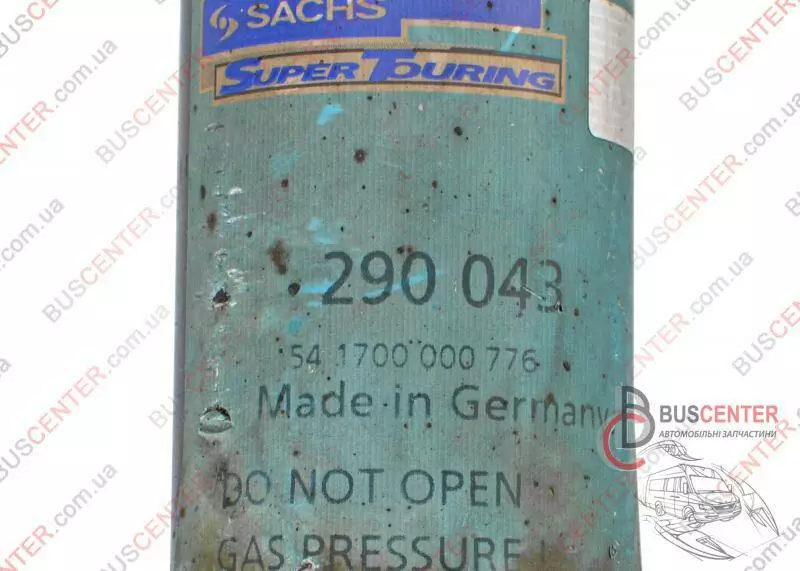 SACHS
SUPER TOURING
290 043
54 1700 000 776
Made in Germany
DO NOT OPEN
GAS PRESSURE !
BUSCENTER
АВТОМОБІЛЬНІ ЗАПЧАСТИНИ
BUSCENTER.com.ua